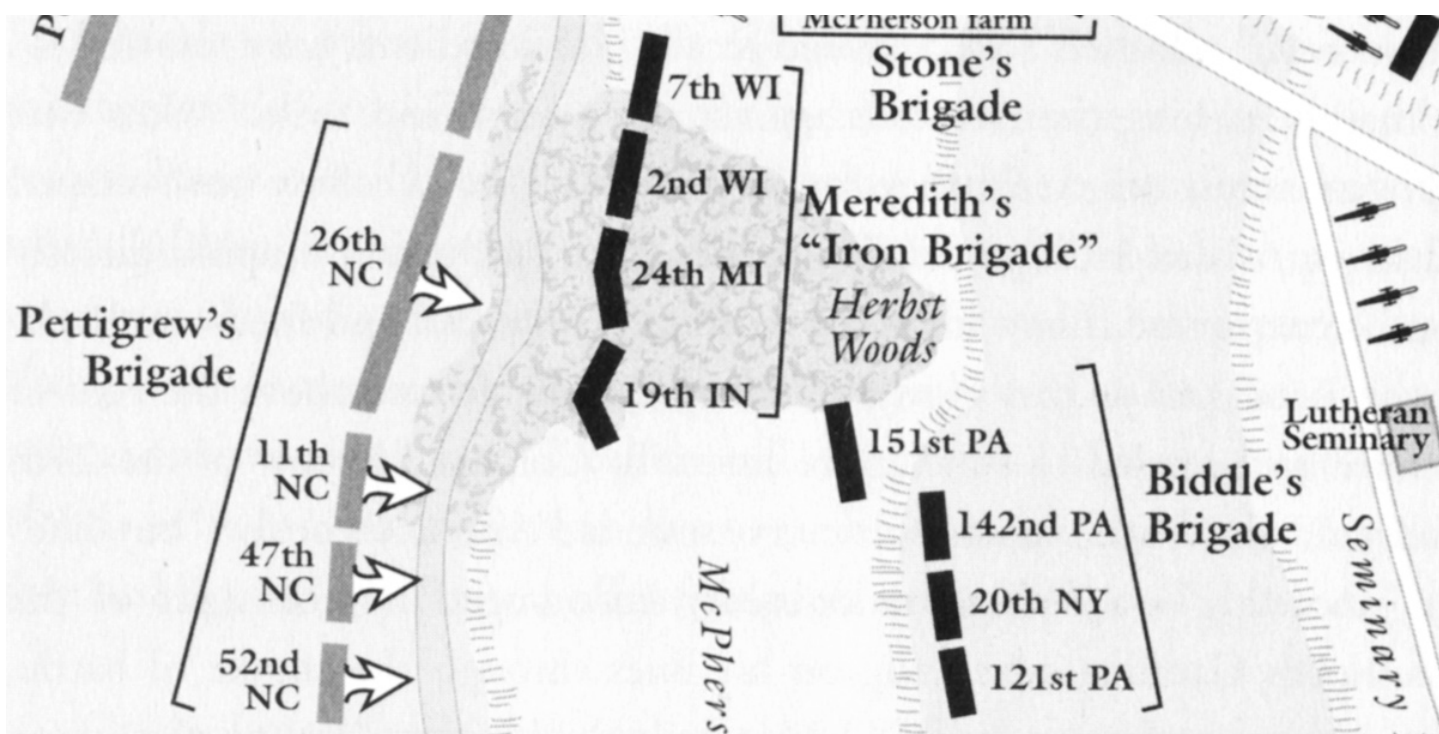 McPherson farm
Stone's
Brigade
7th WI
2nd WI
24th MI
19th IN
Meredith's
"Iron Brigade"
Herbst
Woods
Pettigrew's
Brigade
26th
NC
11th
NC
47th
NC
52nd
NC
151st PA
142nd PA
20th NY
121st PA
Biddle's
Brigade
Lutheran
Seminary
McPhers
Seminary